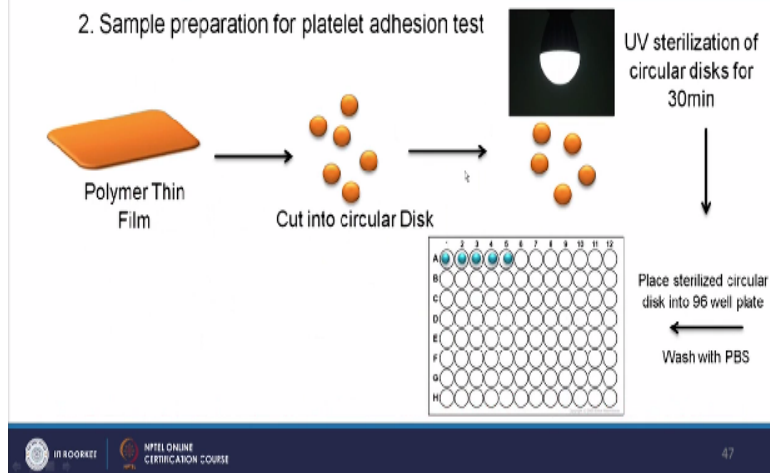 2. Sample preparation for platelet adhesion test
UV sterilization of
circular disks for
30min
Polymer Thin
Film
Cut into circular Disk
1 2 3 4 5 6 7 8 9 10 11 12
A
B
C
D
E
F
G
H
Place sterilized circular
disk into 96 well plate
Wash with PBS
IIT ROORKEE
NPTEL ONLINE
CERTIFICATION COURSE
47